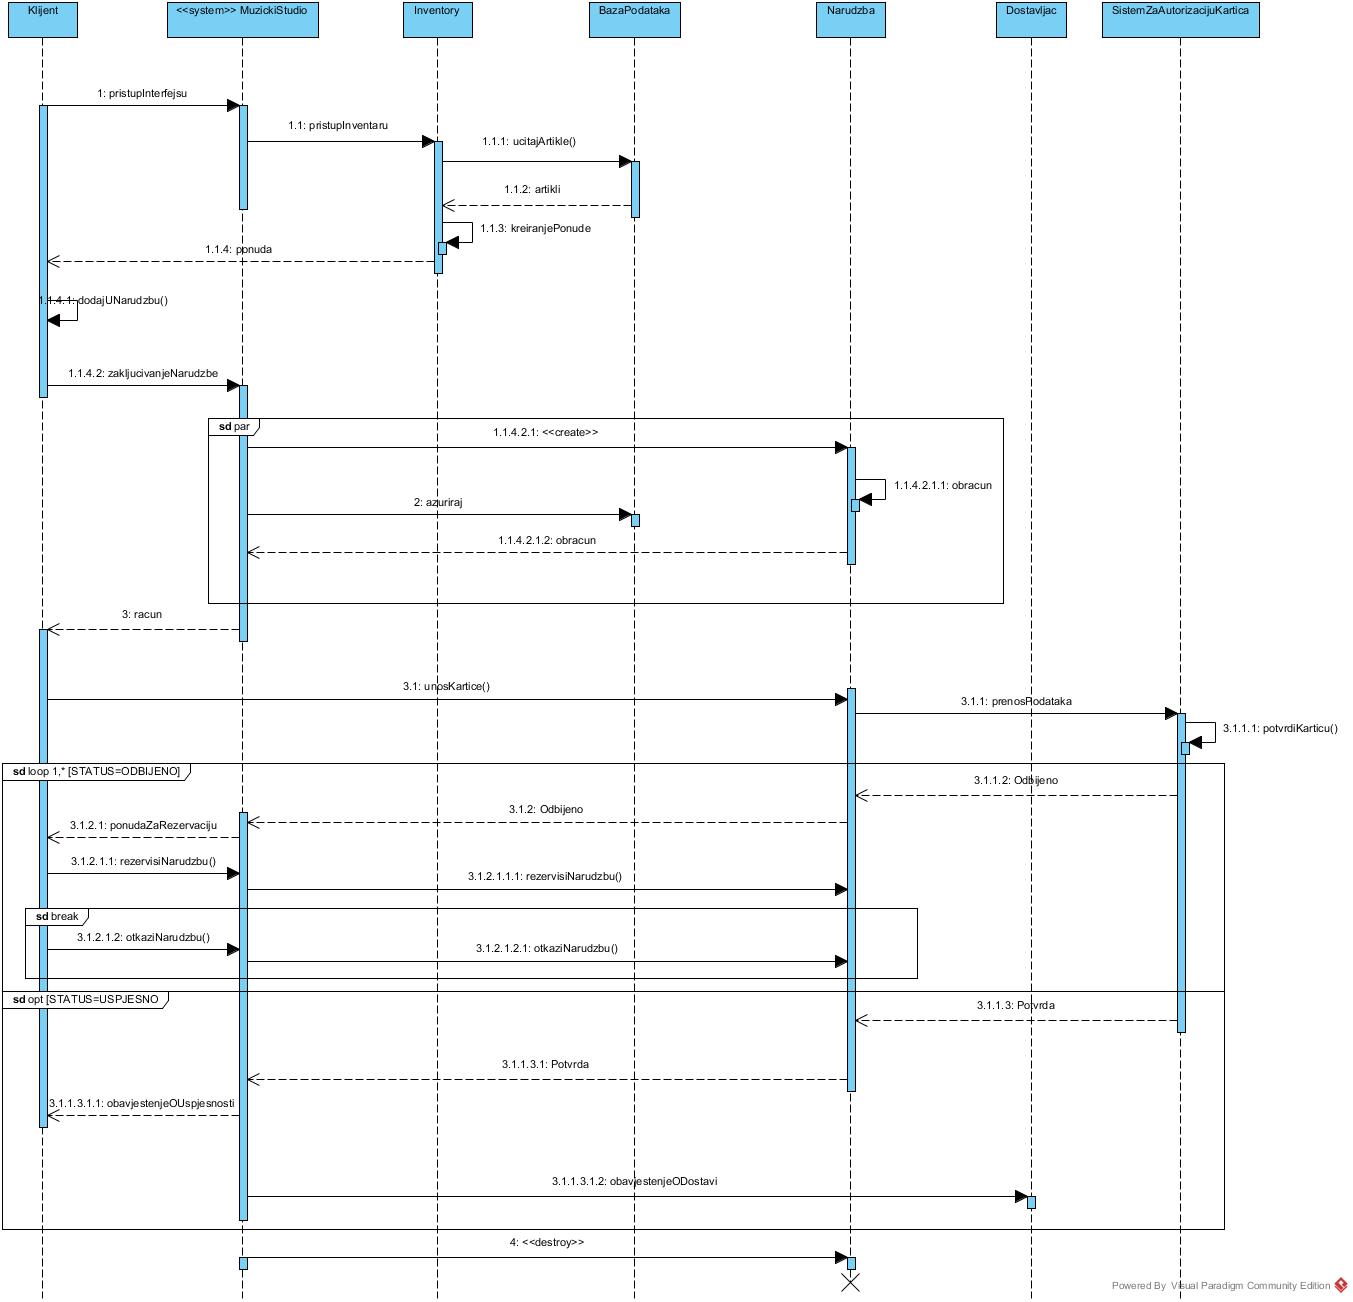 Klijent
<<system>> MuzickiStudio
Inventory
BazaPodataka
Narudzba
Dostavljac
SistemZaAutorizacijuKartica
1: pristupInterfejsu
1.1: pristupInventaru
1.1.1: ucitajArtikle()
1.1.2: artikli
1.1.3: kreiranjePonude
1.1.4: ponuda
1.1.4.1: dodajUNarudzbu()
1.1.4.2: zakljucivanjeNarudzbe
sd par
1.1.4.2.1: <<create>>
1.1.4.2.1.1: obracun
2: azuriraj
1.1.4.2.1.2: obracun
3: racun
3.1: unosKartice()
3.1.1: prenosPodataka
3.1.1.1: potvrdiKarticu()
sd loop 1,* [STATUS=ODBIJENO]
3.1.1.2: Odbijeno
3.1.2: Odbijeno
3.1.2.1: ponudaZaRezervaciju
3.1.2.1.1: rezervisiNarudzbu()
3.1.2.1.1.1: rezervisiNarudzbu()
sd break
3.1.2.1.2: otkaziNarudzbu()
3.1.2.1.2.1: otkaziNarudzbu()
sd opt [STATUS=USPJESNO
3.1.1.3: Potvrda
3.1.1.3.1: Potvrda
3.1.1.3.1.1: obavjestenjeOUspjesnosti
3.1.1.3.1.2: obavjestenjeODostavi
4: <<destroy>>
Powered By Visual Paradigm Community Edition